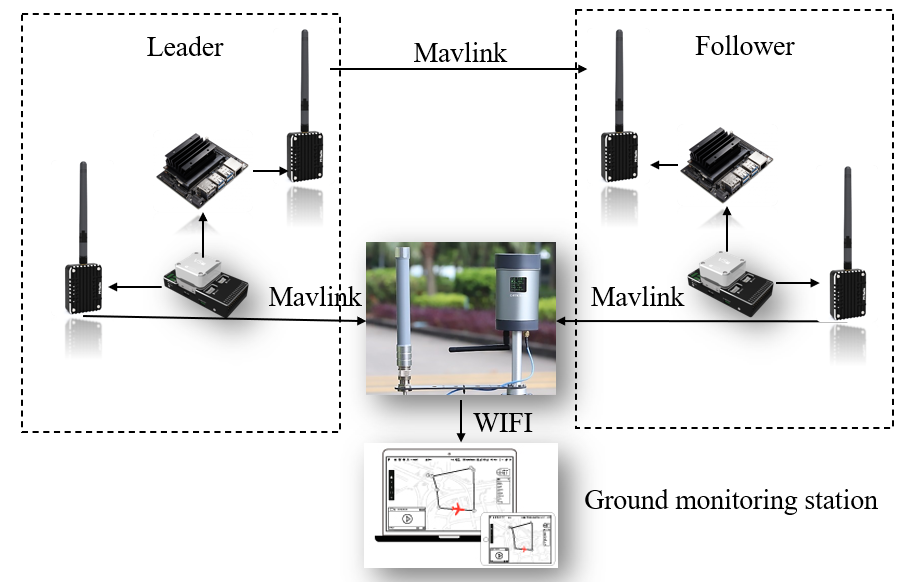 Leader
Mavlink
Follower
Mavlink
Mavlink
WIFI
Ground monitoring station